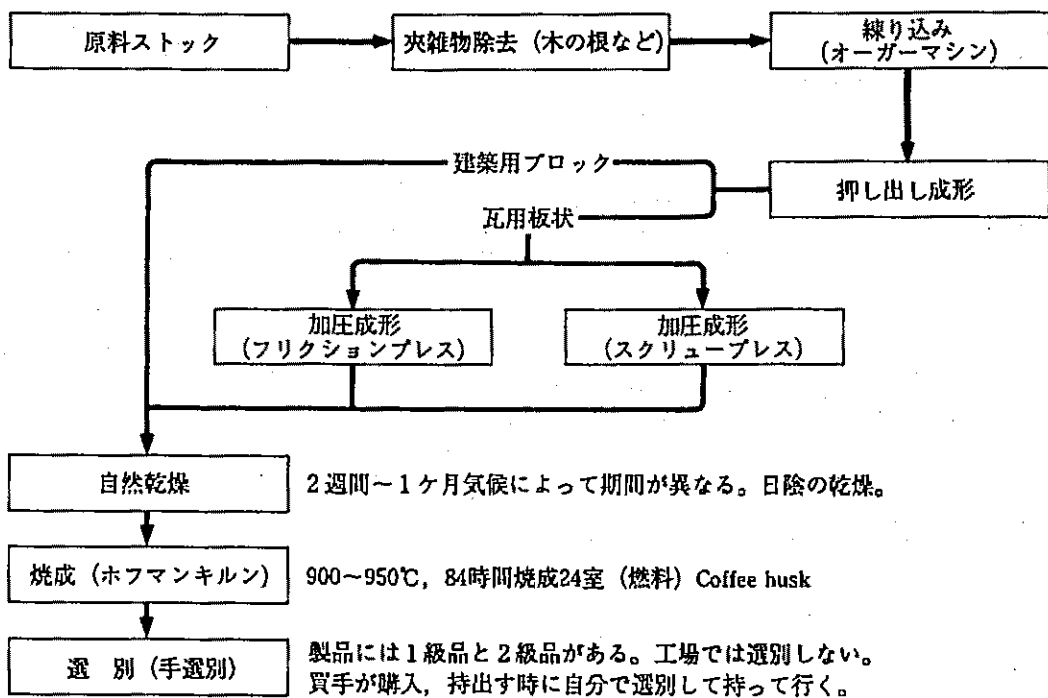 原料ストック
夾雑物除去（木の根など）
練り込み
(オーガーマシン)
建築用ブロック
押し出し成形
瓦用板状
加圧成形
(フリクションプレス)
加圧成形
(スクリュープレス)
自然乾燥
2週間～1ケ月気候によって期間が異なる。日陰の乾燥。
焼成（ホフマンキルン）
900～950℃，84時間焼成24室（燃料）Coffee husk
選　別（手選別）
製品には1級品と2級品がある。工場では選別しない。
買手が購入，持出す時に自分で選別して持って行く。